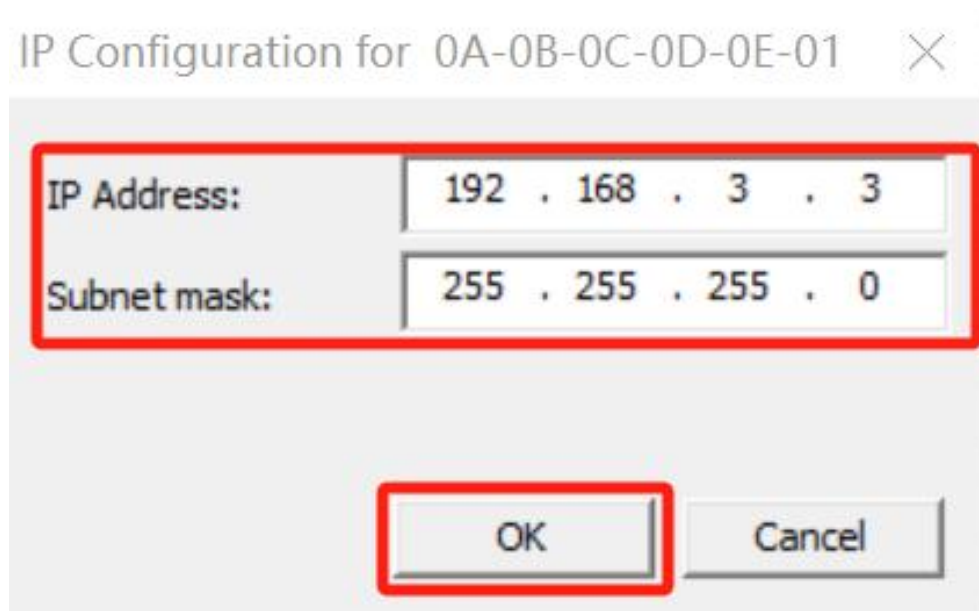 IP Configuration for 0A-0B-0C-0D-0E-01
IP Address: 192 . 168 . 3 . 3
Subnet mask: 255 . 255 . 255 . 0
OK Cancel